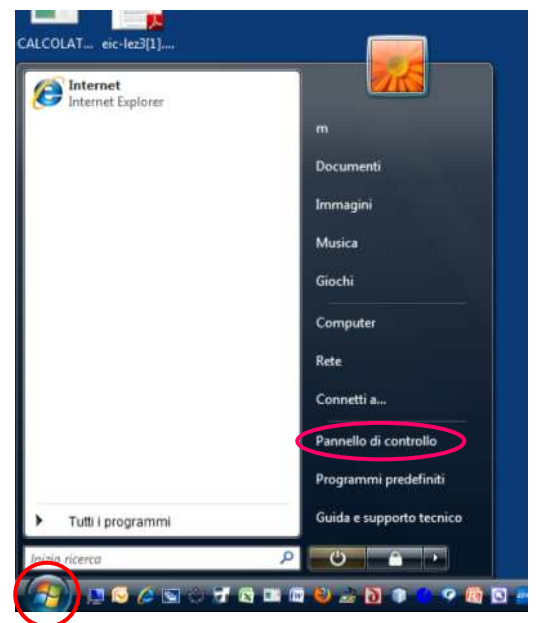 CALCOLAT... eic-lez3[1]....
Internet
Internet Explorer
m
Documenti
Immagini
Musica
Giochi
Computer
Rete
Connetti a...
Pannello di controllo
Programmi predefiniti
Guida e supporto tecnico
Tutti i programmi
Inizia ricerca